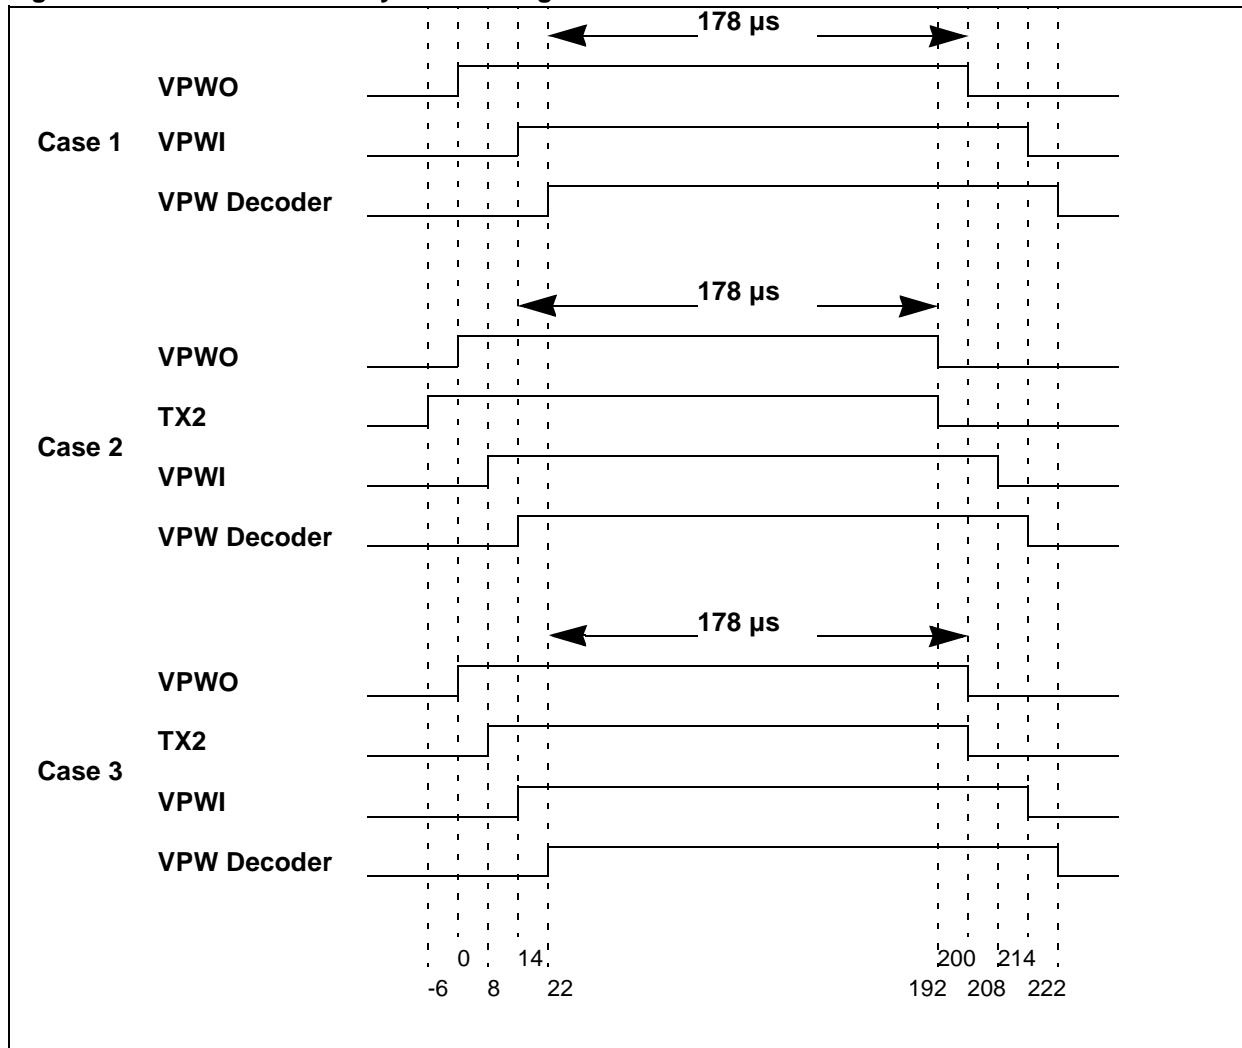 178 µs
VPWO
Case 1 VPWI
VPW Decoder
178 µs
VPWO
TX2
Case 2
VPWI
VPW Decoder
178 µs
VPWO
TX2
Case 3
VPWI
VPW Decoder
0 14 200 214
-6 8 22 192 208 222